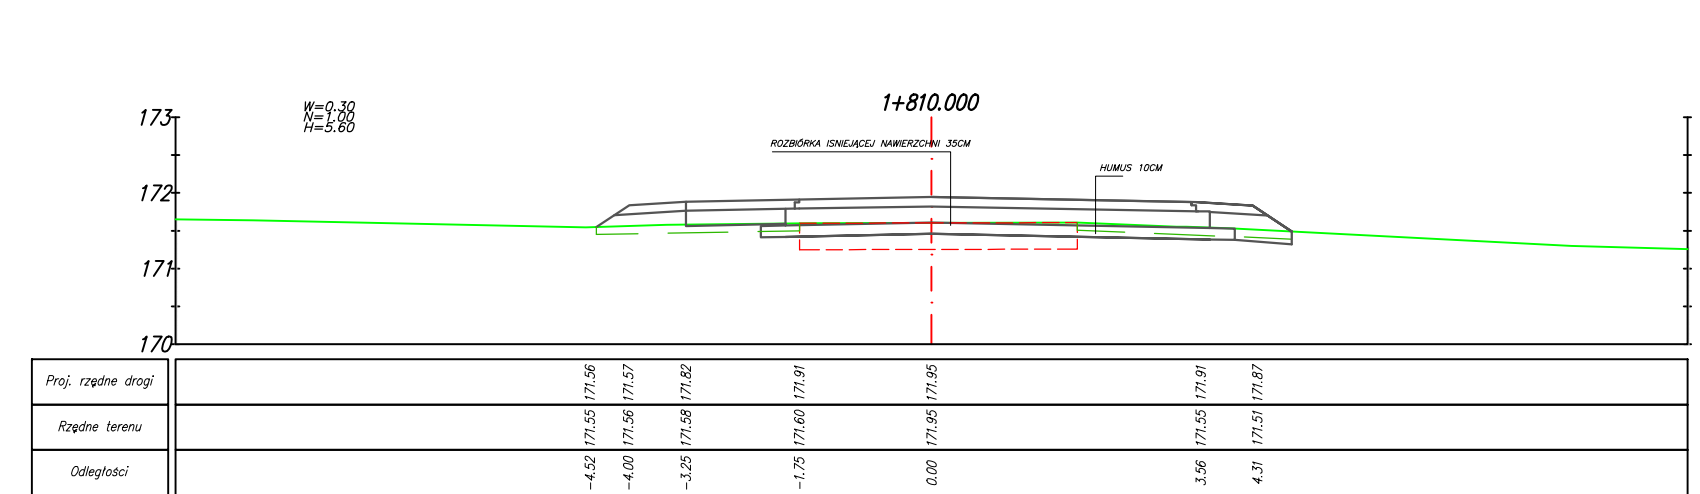 1+810.000
W=0.30
N=1.00
H=5.60
173
172
171
170
ROZBIÓRKA ISNIEJĄCEJ NAWIERZCHNI 35CM
HUMUS 10CM
Proj. rzędne drogi 171.56 171.57 171.82 171.91 171.95 171.91 171.87
Rzędne terenu 171.55 171.56 171.58 171.60 171.95 171.55 171.51
Odległości -4.52 -4.00 -3.25 -1.75 0.00 3.56 4.31